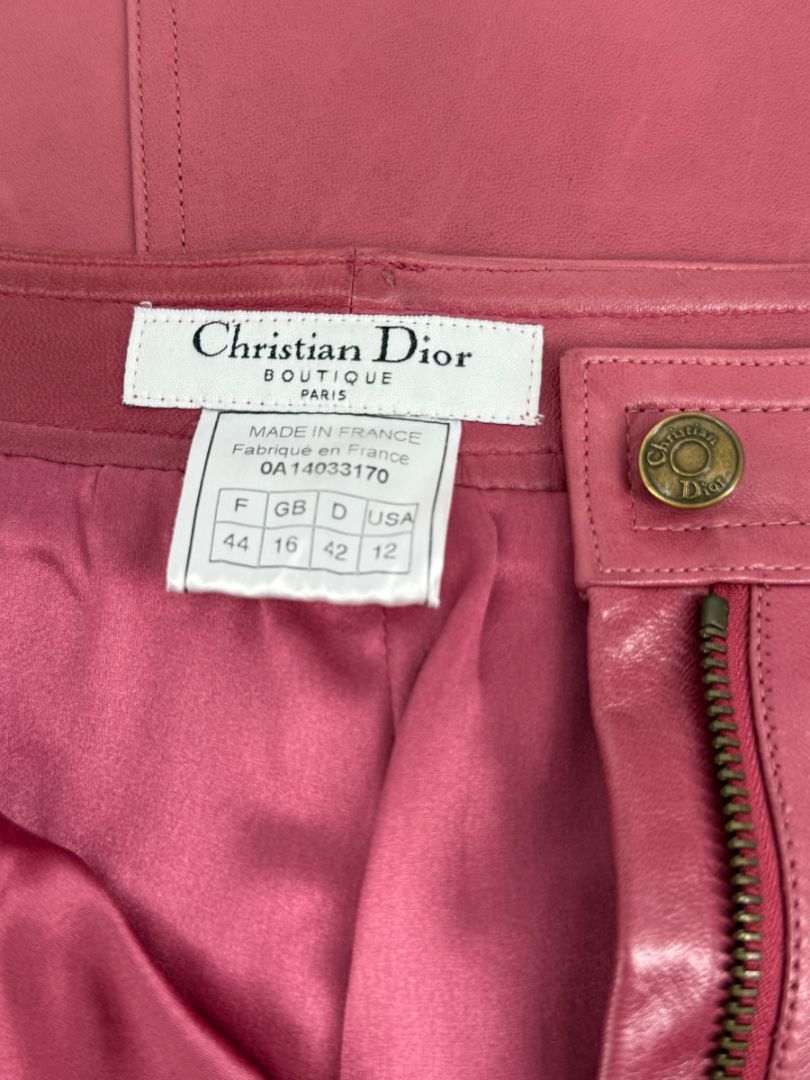 Christian Dior
BOUTIQUE
PARIS
MADE IN FRANCE
Fabriqué en France
0A14033170
F GB D USA
44 16 42 12
Christian
Dior